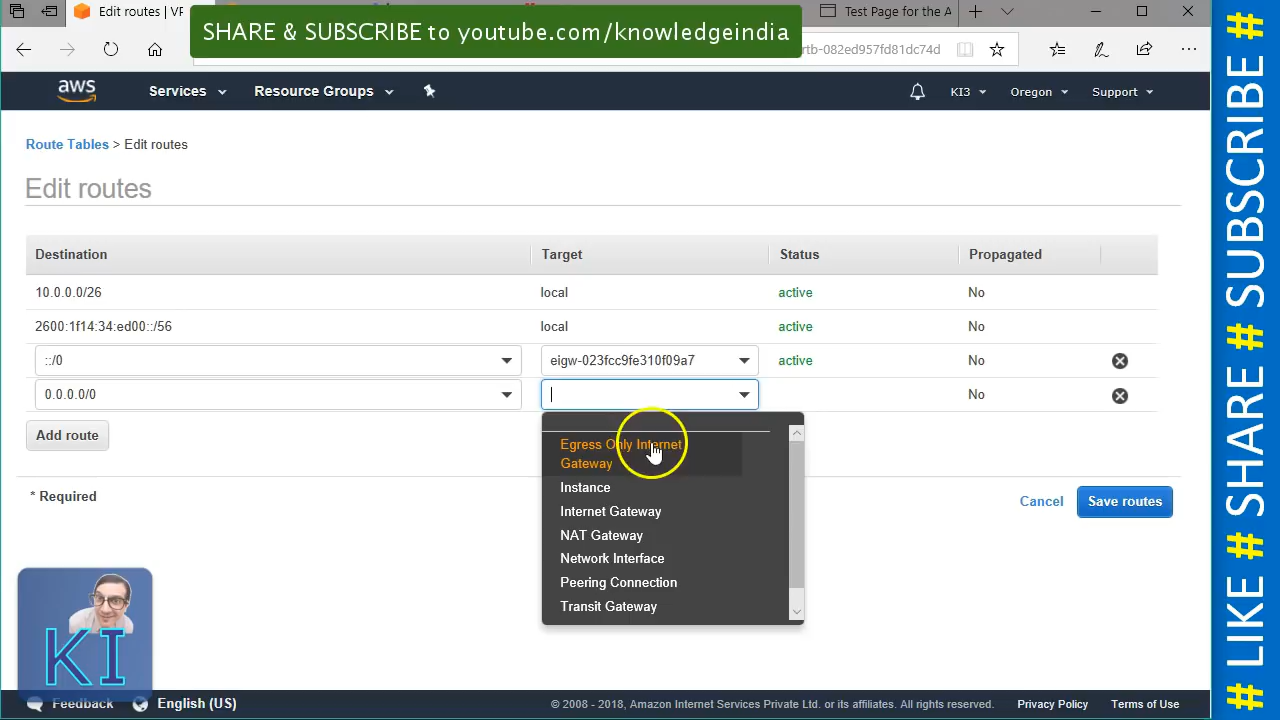 Edit routes | VP
Test Page for the A
SHARE & SUBSCRIBE to youtube.com/knowledgeindia
rtb-082ed957fd81dc74d
aws
Services
Resource Groups
KI3
Oregon
Support
Route Tables > Edit routes
Edit routes
Destination
Target
Status
Propagated
10.0.0.0/26
local
active
No
2600:1f14:34:ed00::/56
local
active
No
::/0
eigw-023fcc9fe310f09a7
active
No
0.0.0.0/0
No
Add route
Egress Only Internet
Gateway
Instance
Internet Gateway
NAT Gateway
Network Interface
Peering Connection
Transit Gateway
* Required
Cancel
Save routes
KI
Feedback
English (US)
© 2008 - 2018, Amazon Internet Services Private Ltd. or its affiliates. All rights reserved.
Privacy Policy
Terms of Use
# LIKE # SHARE # SUBSCRIBE #